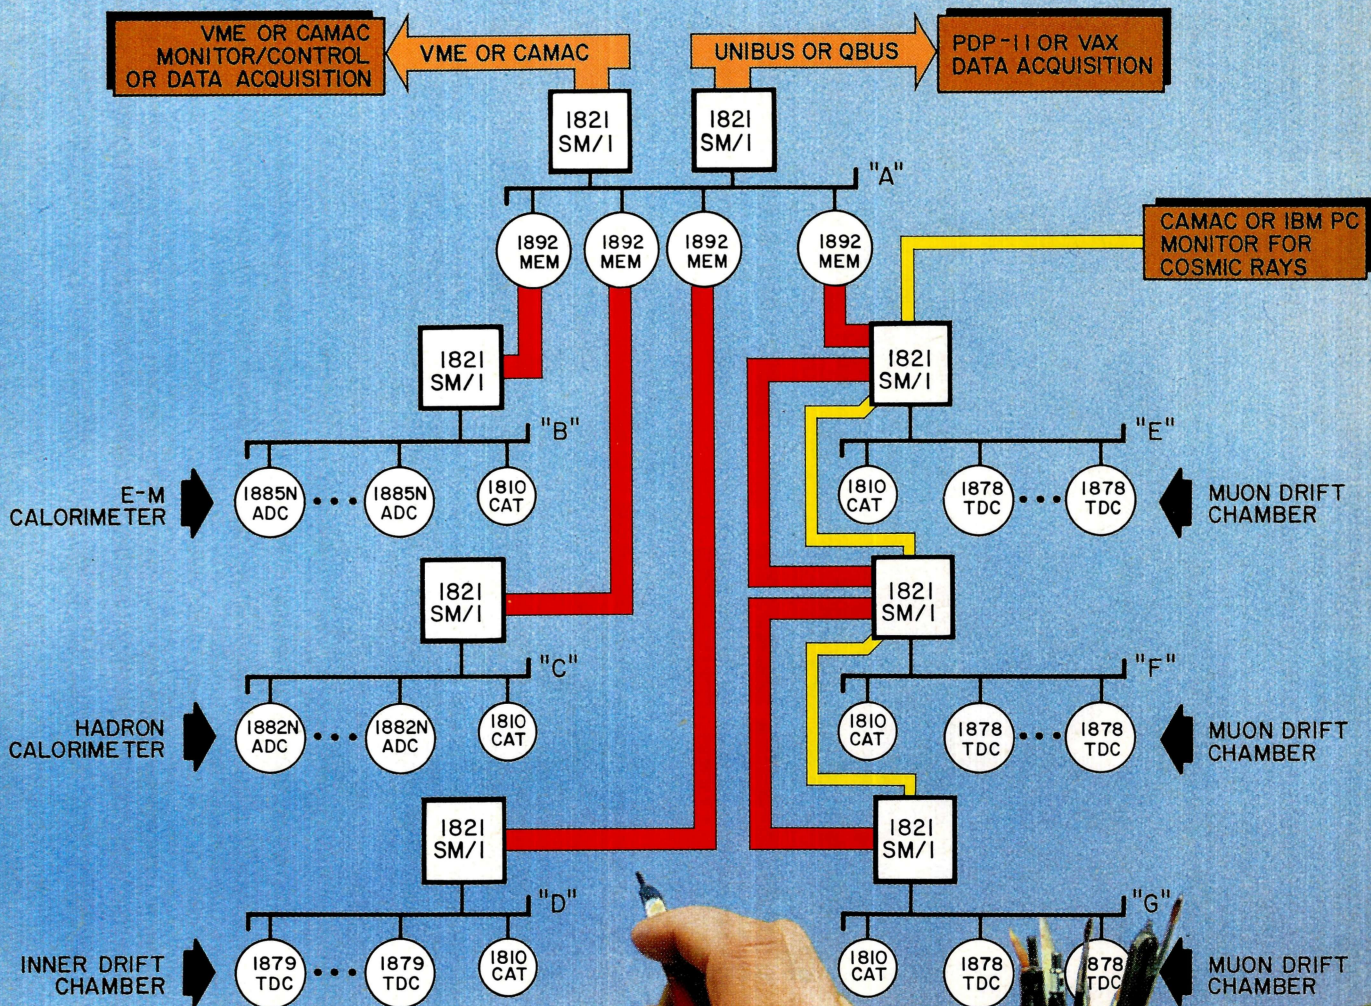 VME OR CAMAC
MONITOR/CONTROL
OR DATA ACQUISITION
VME OR CAMAC
UNIBUS OR QBUS
PDP-11 OR VAX
DATA ACQUISITION
1821
SM/I
1821
SM/I
"A"
1892
MEM
1892
MEM
1892
MEM
1892
MEM
CAMAC OR IBM PC
MONITOR FOR
COSMIC RAYS
1821
SM/I
1821
SM/I
"B"
"E"
E-M
CALORIMETER
1885N
ADC
1885N
ADC
1810
CAT
1810
CAT
1878
TDC
1878
TDC
MUON DRIFT
CHAMBER
1821
SM/I
1821
SM/I
"C"
"F"
HADRON
CALORIMETER
1882N
ADC
1882N
ADC
1810
CAT
1810
CAT
1878
TDC
1878
TDC
MUON DRIFT
CHAMBER
1821
SM/I
1821
SM/I
"D"
"G"
INNER DRIFT
CHAMBER
1879
TDC
1879
TDC
1810
CAT
1810
CAT
1878
TDC
1878
TDC
MUON DRIFT
CHAMBER